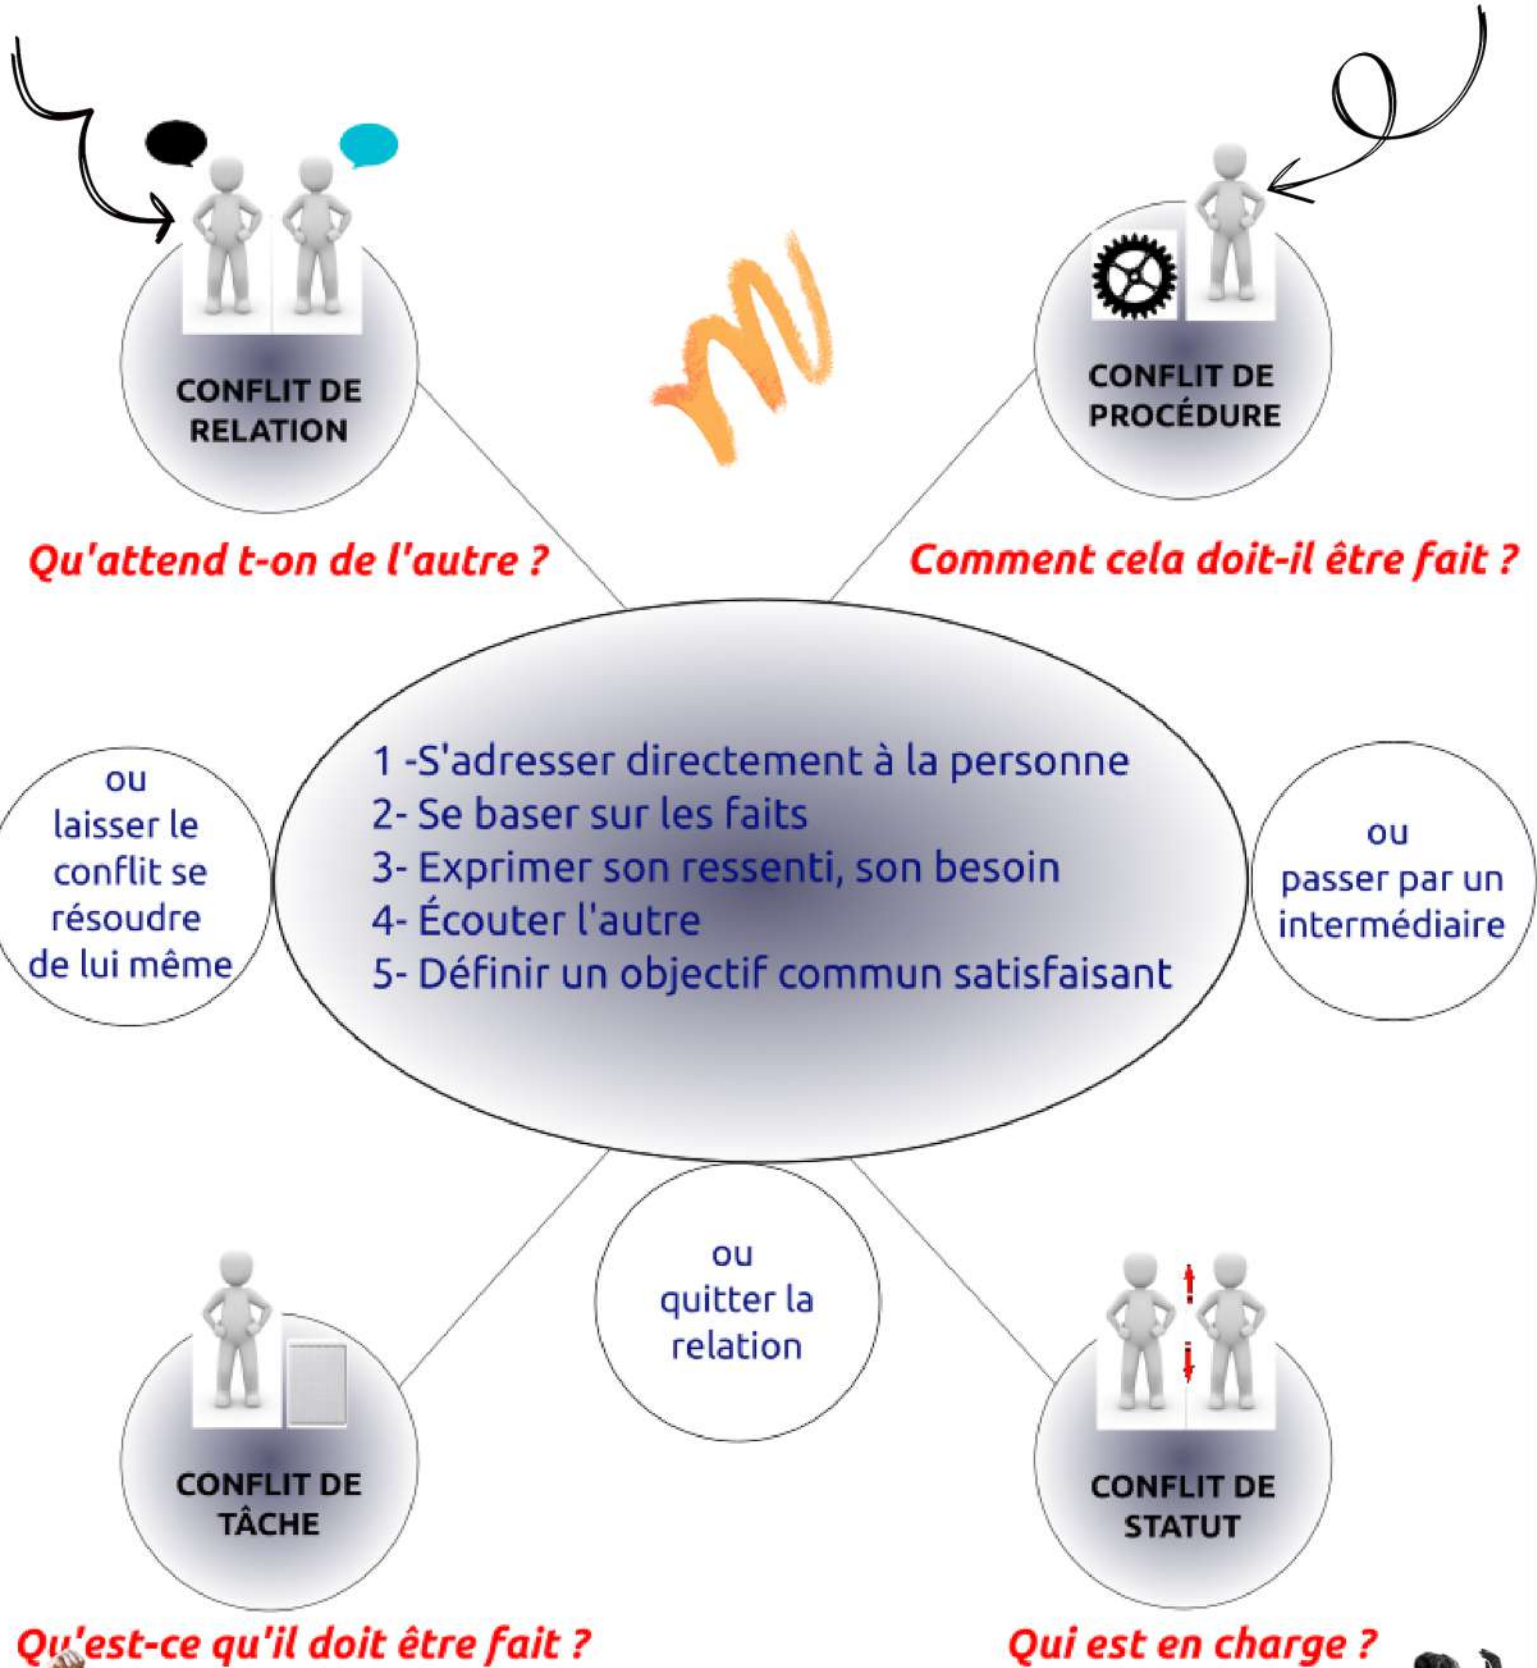 CONFLIT DE
RELATION
CONFLIT DE
PROCÉDURE
Qu'attend t-on de l'autre ?
Comment cela doit-il être fait ?
1 -S'adresser directement à la personne
2- Se baser sur les faits
3- Exprimer son ressenti, son besoin
4- Écouter l'autre
5- Définir un objectif commun satisfaisant
ou
laisser le
conflit se
résoudre
de lui même
ou
passer par un
intermédiaire
ou
quitter la
relation
CONFLIT DE
TÂCHE
CONFLIT DE
STATUT
Qu'est-ce qu'il doit être fait ?
Qui est en charge ?